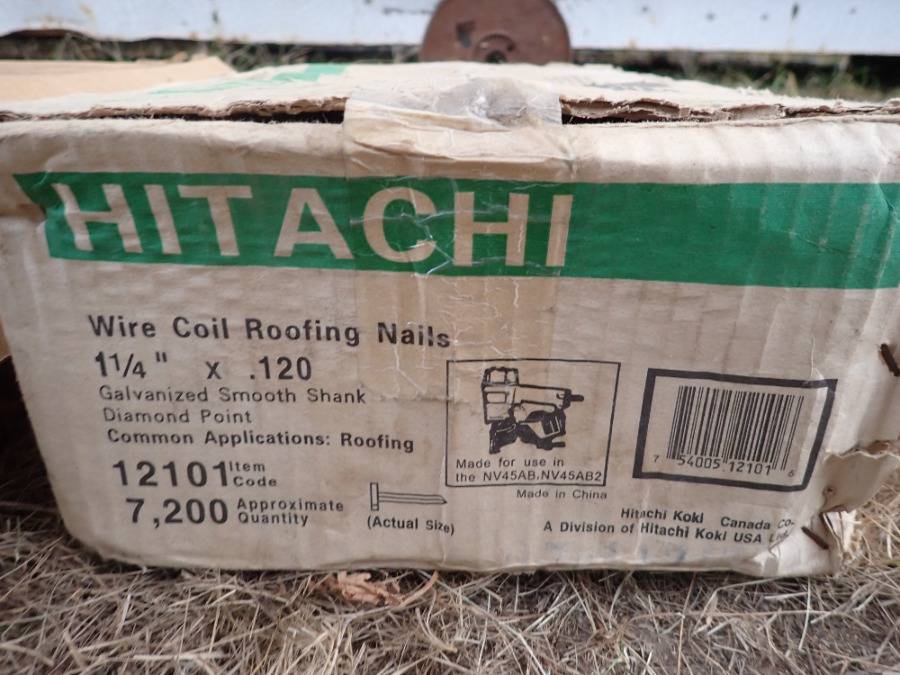 HITACHI
Wire Coil Roofing Nails
1 1/4" x .120
Galvanized Smooth Shank
Diamond Point
Common Applications: Roofing
12101 Item Code
7,200 Approximate Quantity
(Actual Size)
Made for use in
the NV45AB,NV45AB2
Made in China
7 54005 12101 6
Hitachi Koki Canada Co.
A Division of Hitachi Koki USA Ltd.